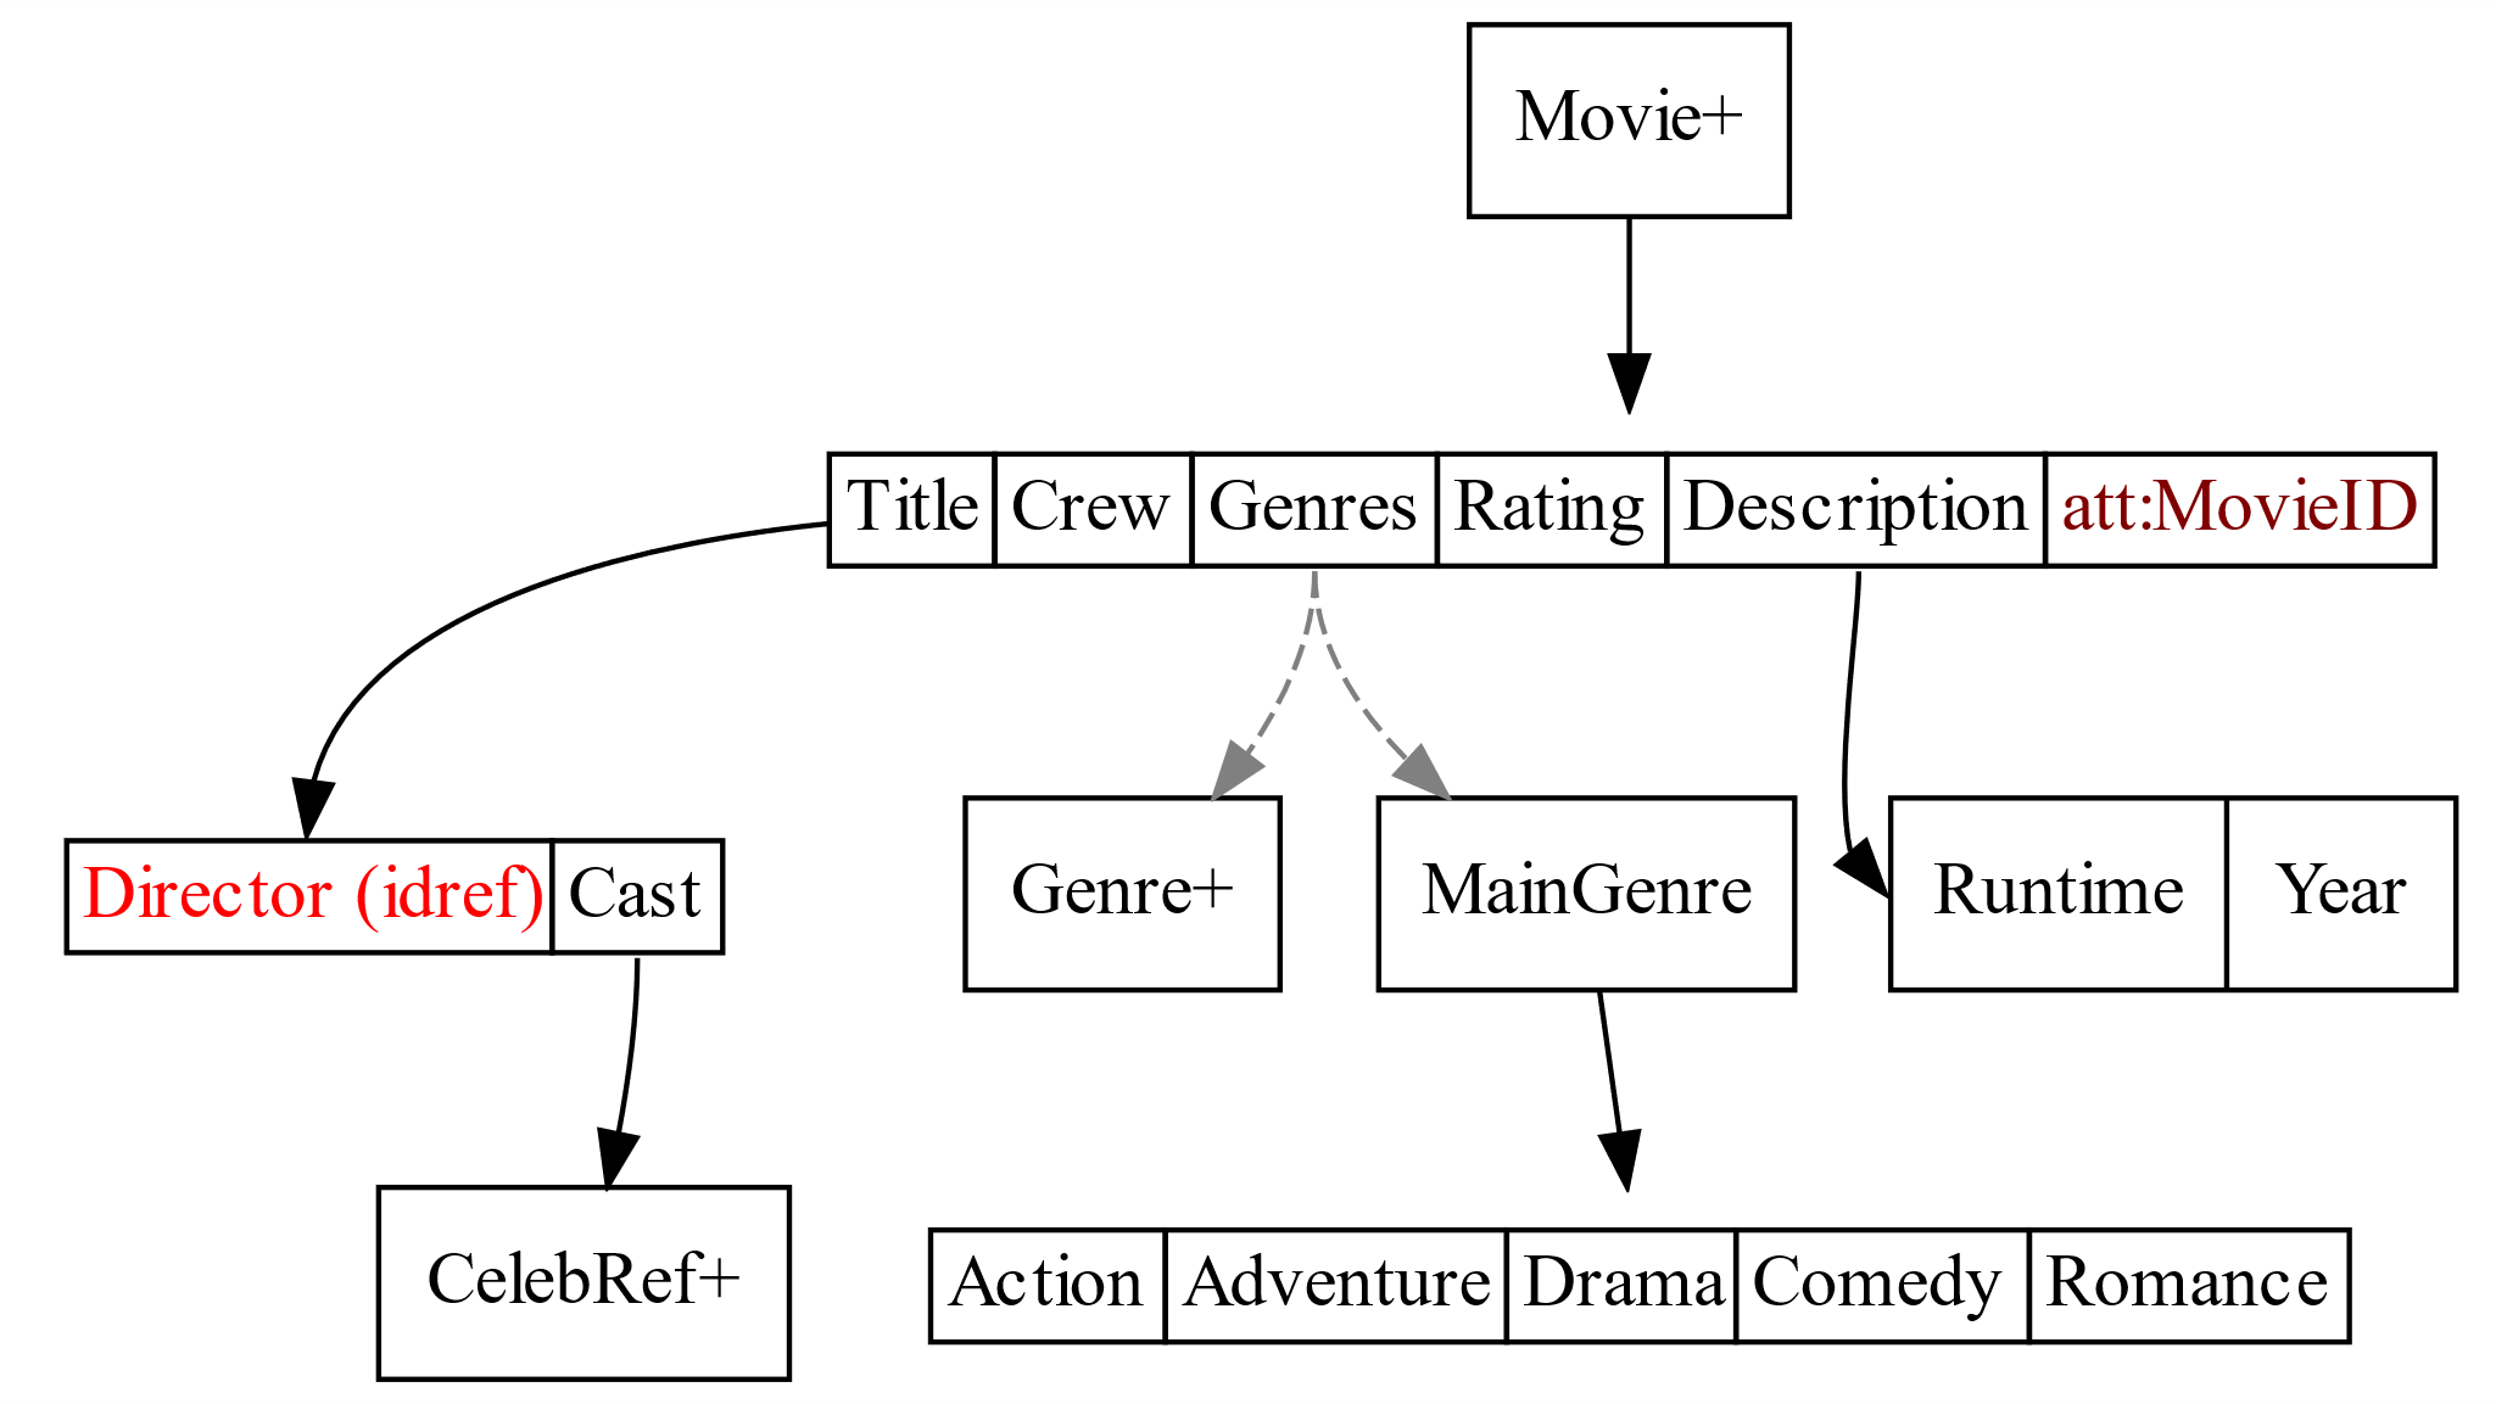 Movie+
Title Crew Genres Rating Description att:MovieID
Director (idref) Cast
Genre+
MainGenre
Runtime Year
CelebRef+
Action Adventure Drama Comedy Romance